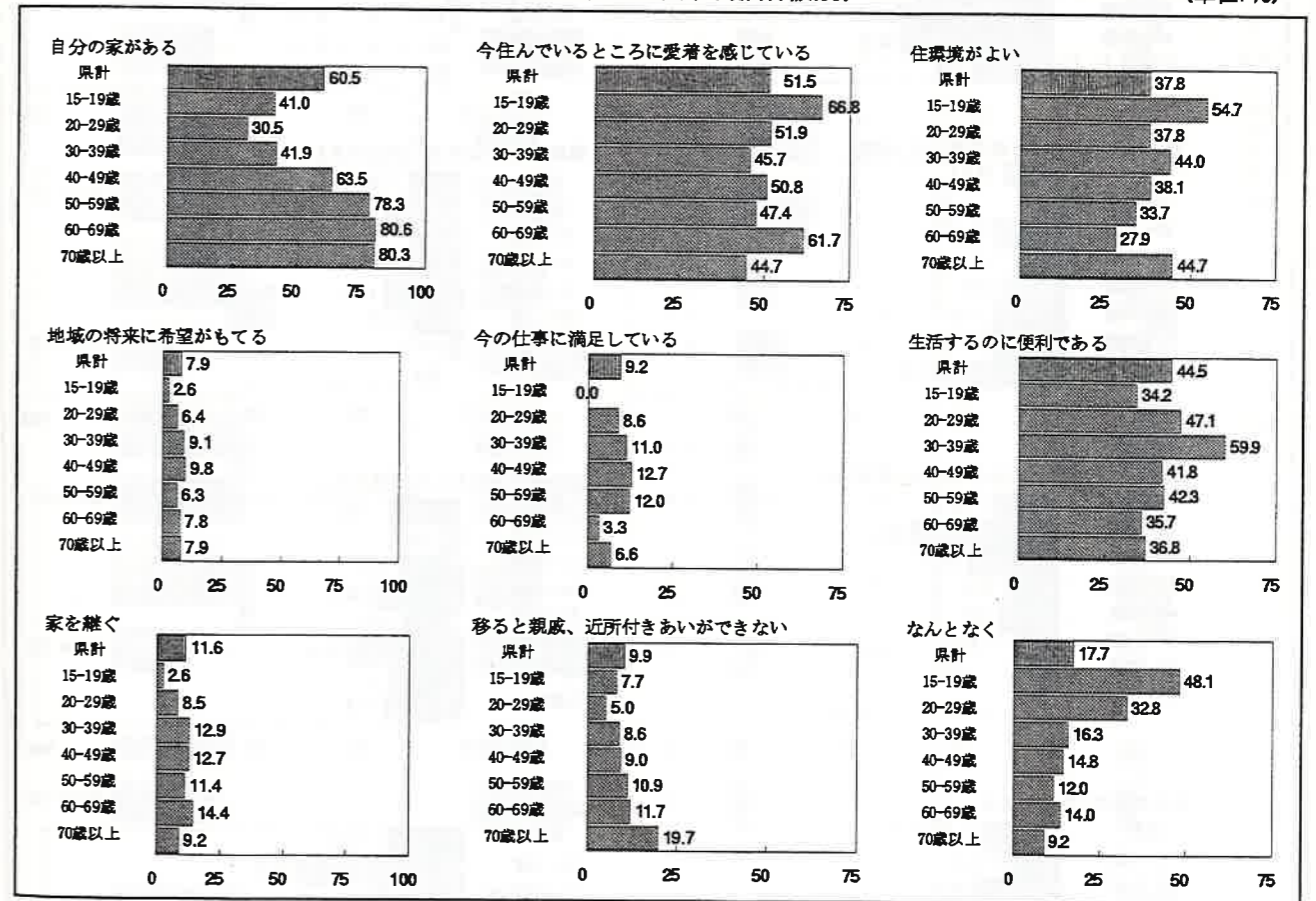 自分の家がある
県計 60.5
15-19歳 41.0
20-29歳 30.5
30-39歳 41.9
40-49歳 63.5
50-59歳 78.3
60-69歳 80.6
70歳以上 80.3
0 25 50 75 100
今住んでいるところに愛着を感じている
県計 51.5
15-19歳 66.8
20-29歳 51.9
30-39歳 45.7
40-49歳 50.8
50-59歳 47.4
60-69歳 61.7
70歳以上 44.7
0 25 50 75
住環境がよい
県計 37.8
15-19歳 54.7
20-29歳 37.8
30-39歳 44.0
40-49歳 38.1
50-59歳 33.7
60-69歳 27.9
70歳以上 44.7
0 25 50 75
地域の将来に希望がもてる
県計 7.9
15-19歳 2.6
20-29歳 6.4
30-39歳 9.1
40-49歳 9.8
50-59歳 6.3
60-69歳 7.8
70歳以上 7.9
0 25 50 75 100
今の仕事に満足している
県計 9.2
15-19歳 0.0
20-29歳 8.6
30-39歳 11.0
40-49歳 12.7
50-59歳 12.0
60-69歳 3.3
70歳以上 6.6
0 25 50 75
生活するのに便利である
県計 44.5
15-19歳 34.2
20-29歳 47.1
30-39歳 59.9
40-49歳 41.8
50-59歳 42.3
60-69歳 35.7
70歳以上 36.8
0 25 50 75
家を継ぐ
県計 11.6
15-19歳 2.6
20-29歳 8.5
30-39歳 12.9
40-49歳 12.7
50-59歳 11.4
60-69歳 14.4
70歳以上 9.2
0 25 50 75 100
移ると親戚、近所付きあいができない
県計 9.9
15-19歳 7.7
20-29歳 5.0
30-39歳 8.6
40-49歳 9.0
50-59歳 10.9
60-69歳 11.7
70歳以上 19.7
0 25 50 75
なんとなく
県計 17.7
15-19歳 48.1
20-29歳 32.8
30-39歳 16.3
40-49歳 14.8
50-59歳 12.0
60-69歳 14.0
70歳以上 9.2
0 25 50 75